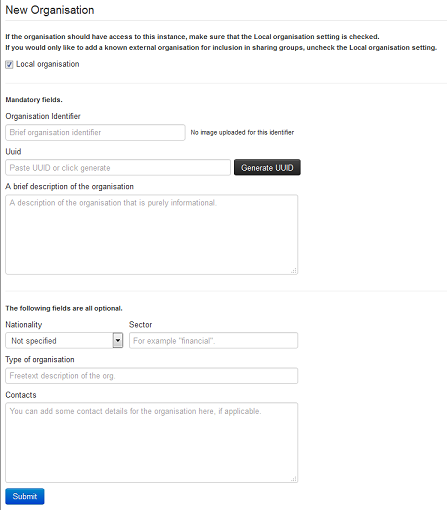 New Organisation
If the organisation should have access to this instance, make sure that the Local organisation setting is checked.
If you would only like to add a known external organisation for inclusion in sharing groups, uncheck the Local organisation setting.
Local organisation
Mandatory fields.
Organisation Identifier
Brief organisation identifier
No image uploaded for this identifier
Uuid
Paste UUID or click generate
Generate UUID
A brief description of the organisation
A description of the organisation that is purely informational.
The following fields are all optional.
Nationality Sector
Not specified For example "financial".
Type of organisation
Freetext description of the org.
Contacts
You can add some contact details for the organisation here, if applicable.
Submit